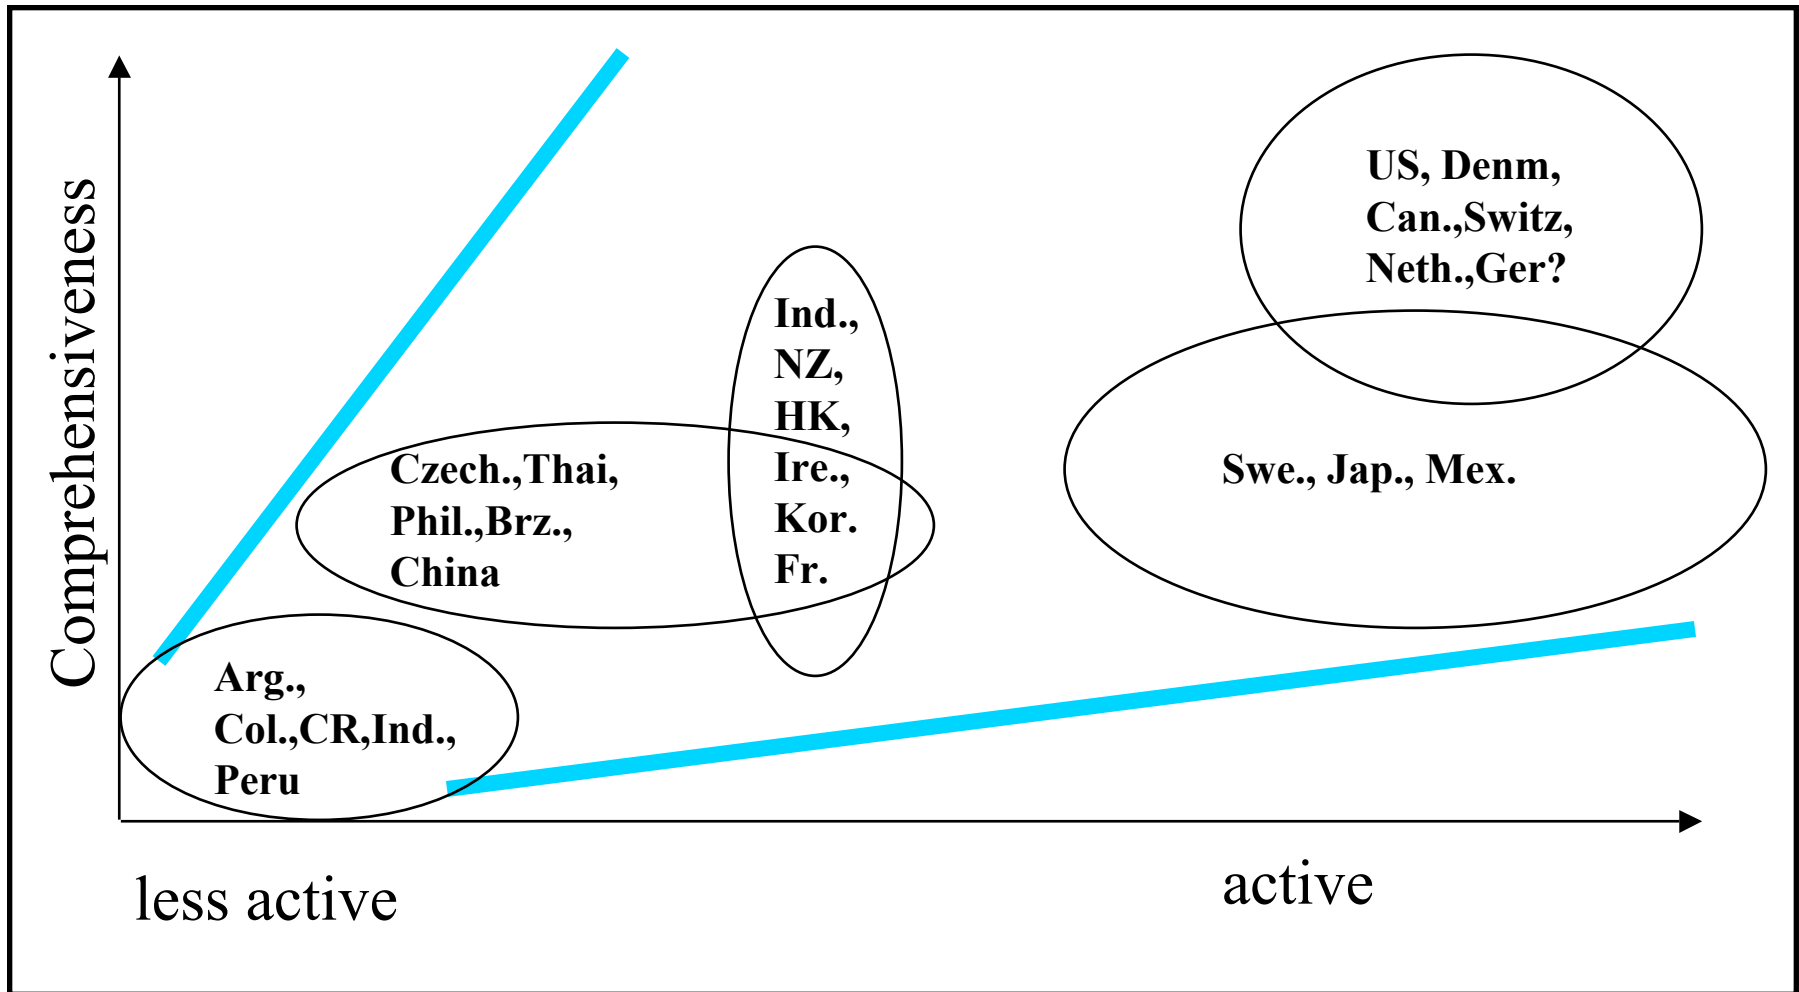 Comprehensiveness
US, Denm,
Can.,Switz,
Neth.,Ger?
Ind.,
NZ,
HK,
Ire.,
Kor.
Fr.
Czech.,Thai,
Phil.,Brz.,
China
Swe., Jap., Mex.
Arg.,
Col.,CR,Ind.,
Peru
less active
active